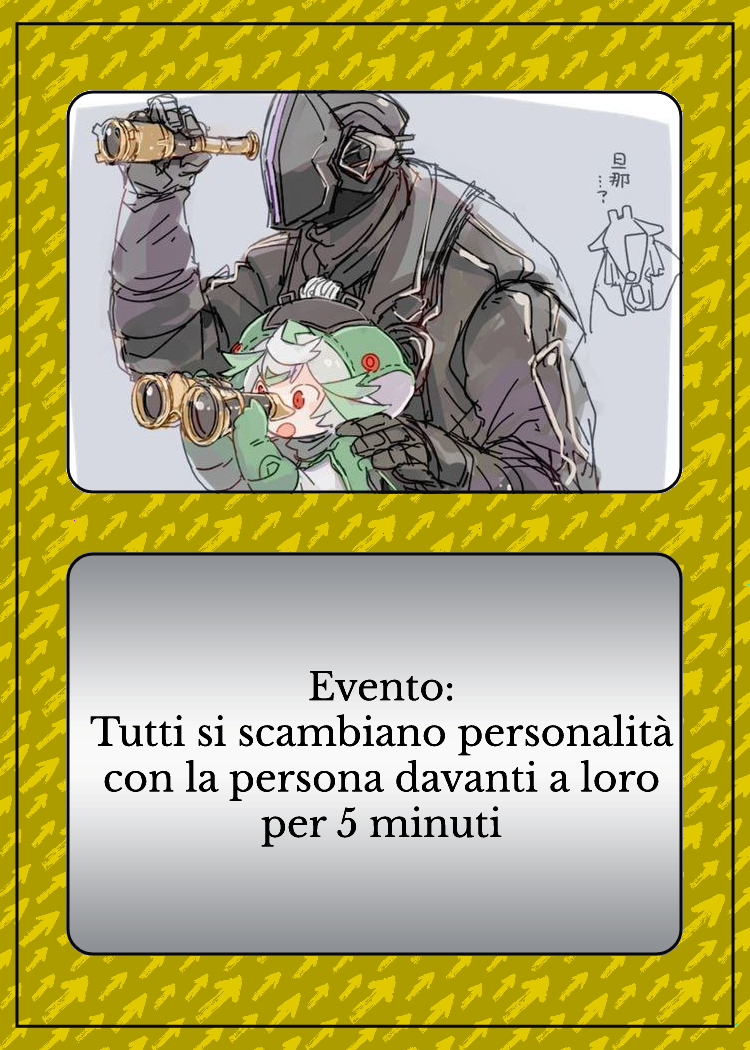 旦那
…?
Evento:
Tutti si scambiano personalità
con la persona davanti a loro
per 5 minuti